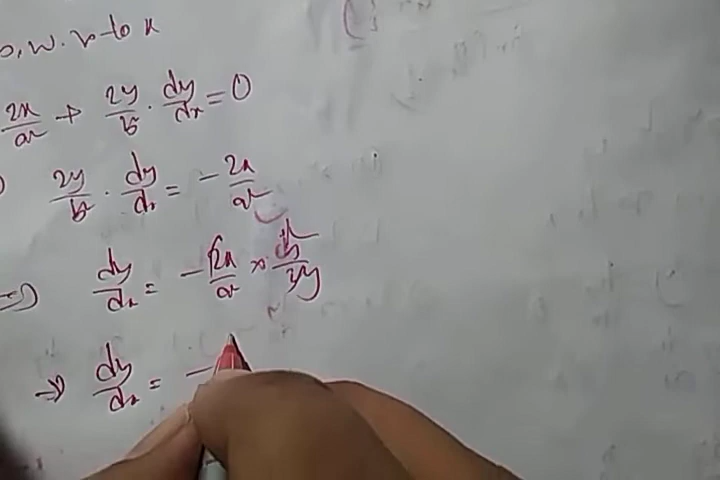 D, w. r. to x
2x/a² + 2y/b² · dy/dx = 0
2y/b² · dy/dx = - 2x/a²
=> dy/dx = - 2x/a² × b²/2y
=> dy/dx = -